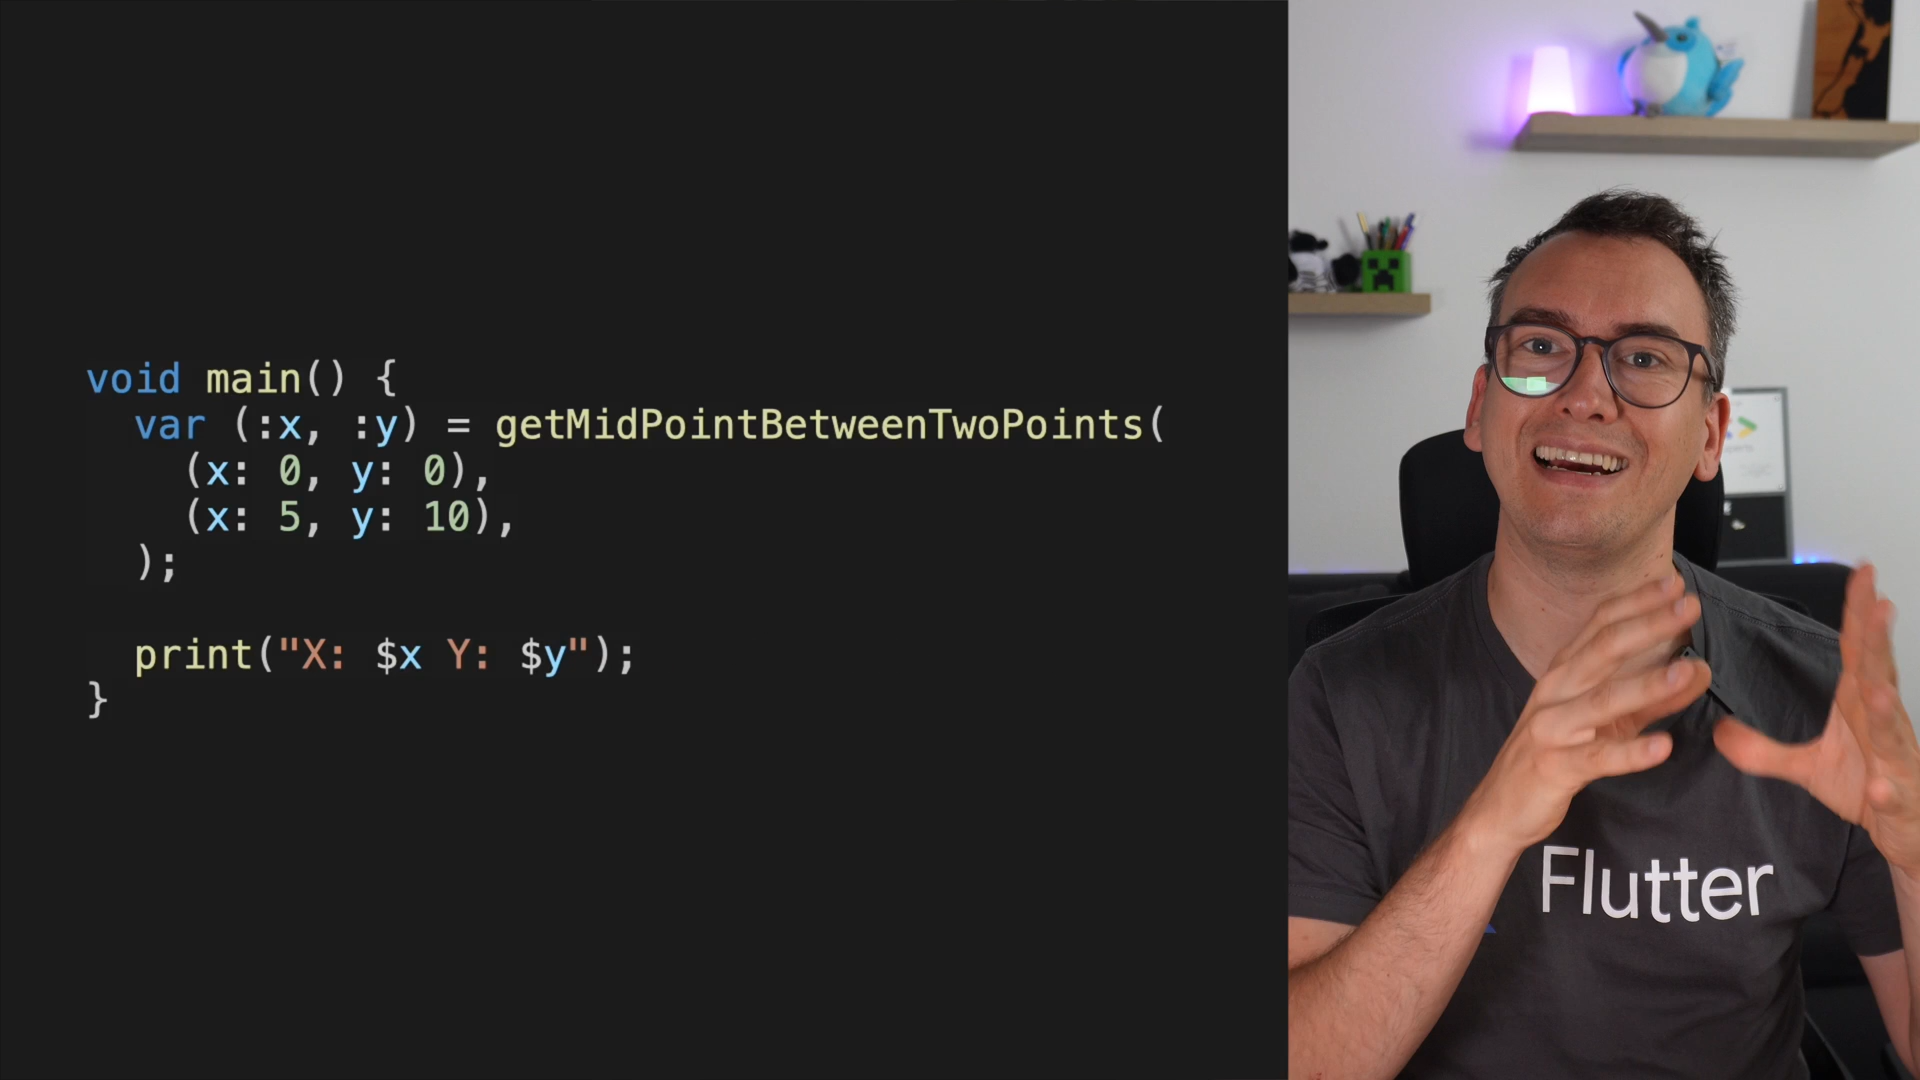 void main() {
  var (:x, :y) = getMidPointBetweenTwoPoints(
    (x: 0, y: 0),
    (x: 5, y: 10),
  );

  print("X: $x Y: $y");
}
Flutter